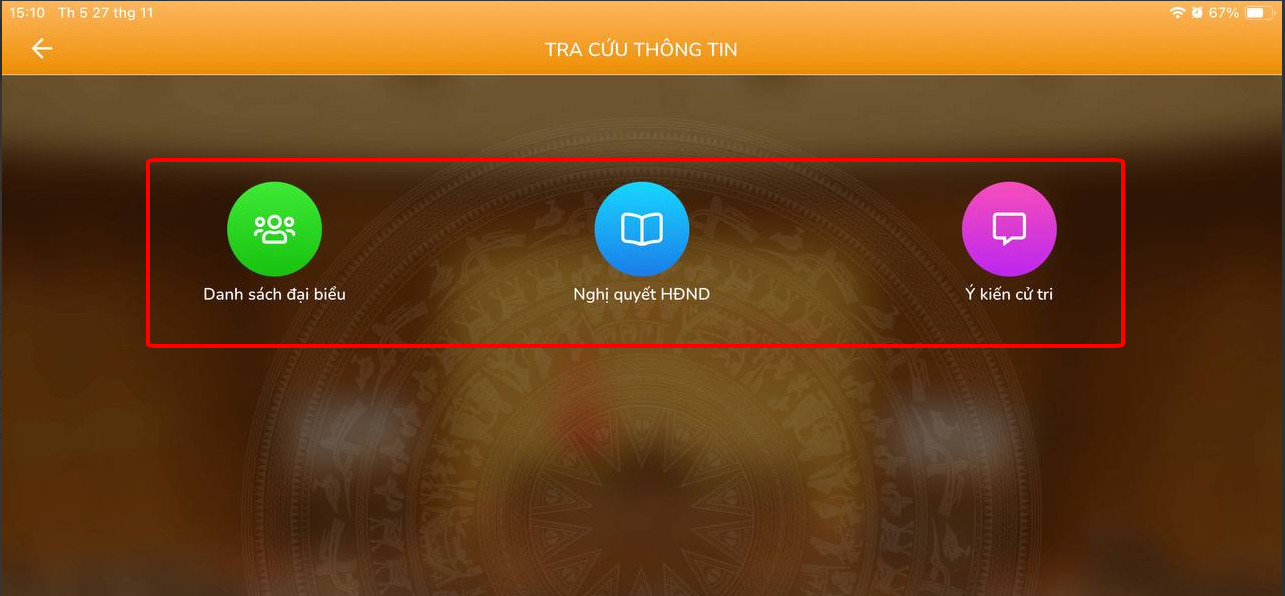 15:10 Th 5 27 thg 11 67%
TRA CỨU THÔNG TIN
Danh sách đại biểu Nghị quyết HĐND Ý kiến cử tri